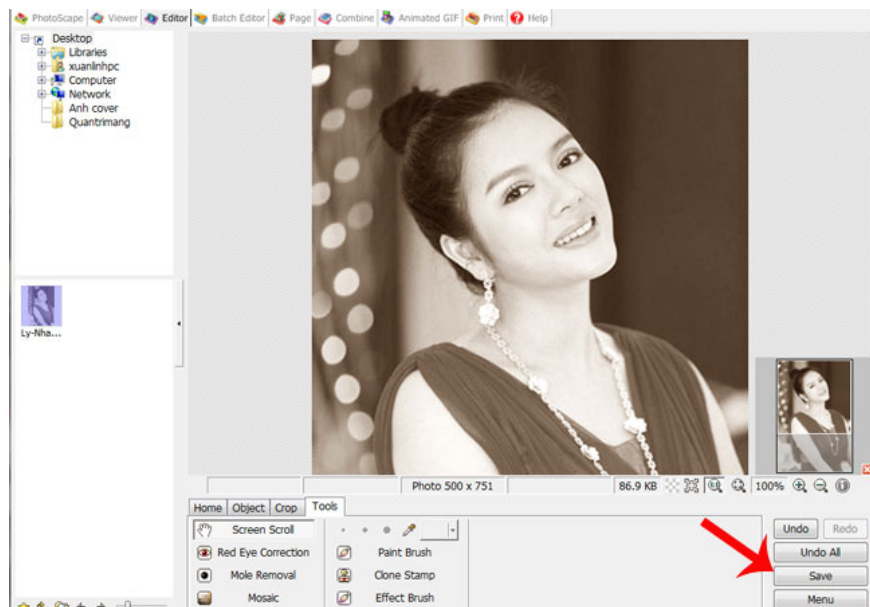 PhotoScape Viewer Editor Batch Editor Page Combine Animated GIF Print Help
Desktop
Libraries
xuanlinhpc
Computer
Network
Anh cover
Quantrimang
Ly-Nha...
Photo 500 x 751 86.9 KB 100%
Home Object Crop Tools
Screen Scroll
Undo Redo
Red Eye Correction Paint Brush
Undo All
Mole Removal Clone Stamp
Save
Mosaic Effect Brush
Menu